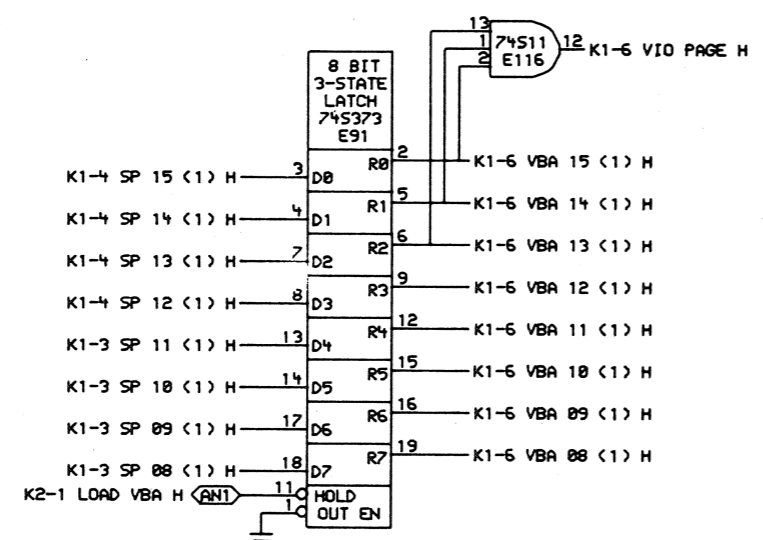 13
1
2
74S11
E116
12
K1-6 VIO PAGE H
8 BIT
3-STATE
LATCH
74S373
E91
K1-4 SP 15 (1) H
3
D0
R0
2
K1-6 VBA 15 (1) H
K1-4 SP 14 (1) H
4
D1
R1
5
K1-6 VBA 14 (1) H
K1-4 SP 13 (1) H
7
D2
R2
6
K1-6 VBA 13 (1) H
K1-4 SP 12 (1) H
8
D3
R3
9
K1-6 VBA 12 (1) H
K1-3 SP 11 (1) H
13
D4
R4
12
K1-6 VBA 11 (1) H
K1-3 SP 10 (1) H
14
D5
R5
15
K1-6 VBA 10 (1) H
K1-3 SP 09 (1) H
17
D6
R6
16
K1-6 VBA 09 (1) H
K1-3 SP 08 (1) H
18
D7
R7
19
K1-6 VBA 08 (1) H
K2-1 LOAD VBA H
AN1
11
HOLD
1
OUT EN